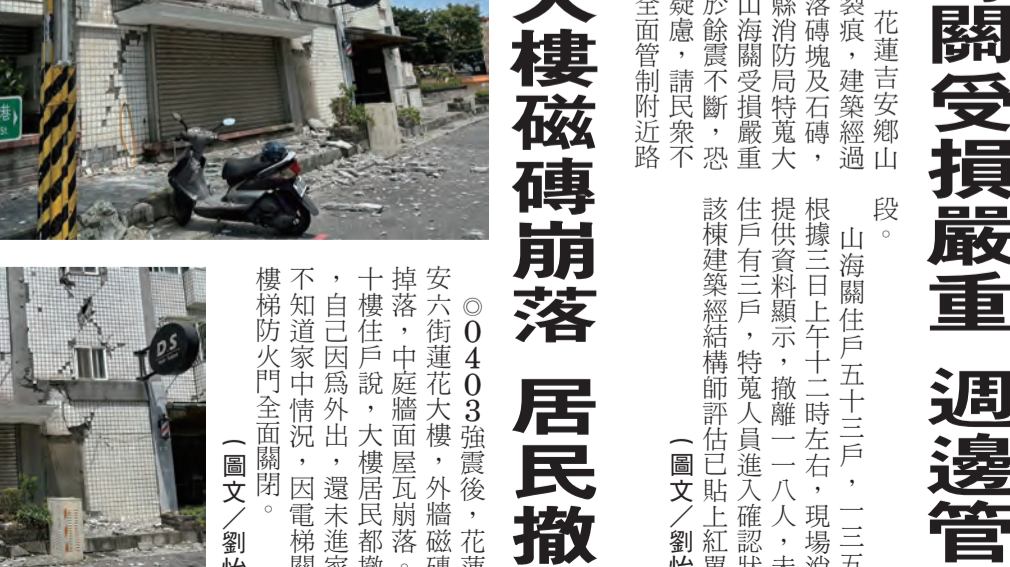 關受損嚴重 週邊管
花蓮吉安鄉山
裂痕，建築經過
落磚塊及石磚，
縣消防局特蒐大
山海關受損嚴重
於餘震不斷，恐
疑慮，請民眾不
全面管制附近路
段。
山海關住戶五十三戶，一三五
根據三日上午十二時左右，現場
提供資料顯示，撤離一一八人，未
住戶有三戶，特蒐人員進入確認狀
該棟建築經結構師評估已貼上紅單
（圖文／劉怡
大樓磁磚崩落 居民撤
◎0403強震後，花蓮
安六街蓮花大樓，外牆磁磚
掉落，中庭牆面屋瓦崩落。
十樓住戶說，大樓居民都撤
，自己因為外出，還未進家
不知道家中情況，因電梯關
樓梯防火門全面關閉。
（圖文／劉怡
港
St
DS